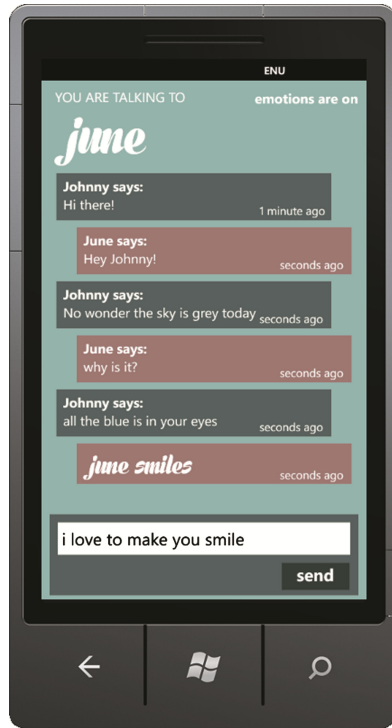 ENU
YOU ARE TALKING TO
emotions are on
june
Johnny says:
Hi there!
1 minute ago
June says:
Hey Johnny!
seconds ago
Johnny says:
No wonder the sky is grey today
seconds ago
June says:
why is it?
seconds ago
Johnny says:
all the blue is in your eyes
seconds ago
june smiles
seconds ago
i love to make you smile
send